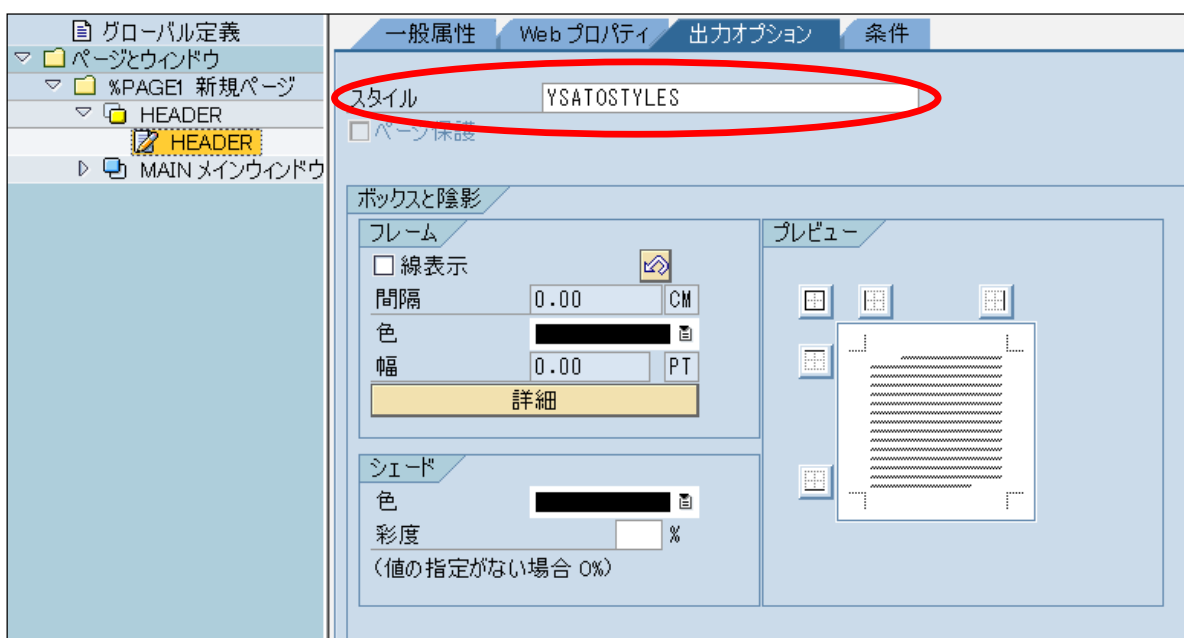 グローバル定義
ページとウィンドウ
%PAGE1 新規ページ
HEADER
HEADER
MAIN メインウィンドウ
一般属性 Web プロパティ 出力オプション 条件
スタイル YSATOSTYLES
ページ保護
ボックスと陰影
フレーム
線表示
間隔 0.00 CM
色
幅 0.00 PT
詳細
シェード
色
彩度 %
(値の指定がない場合 0%)
プレビュー